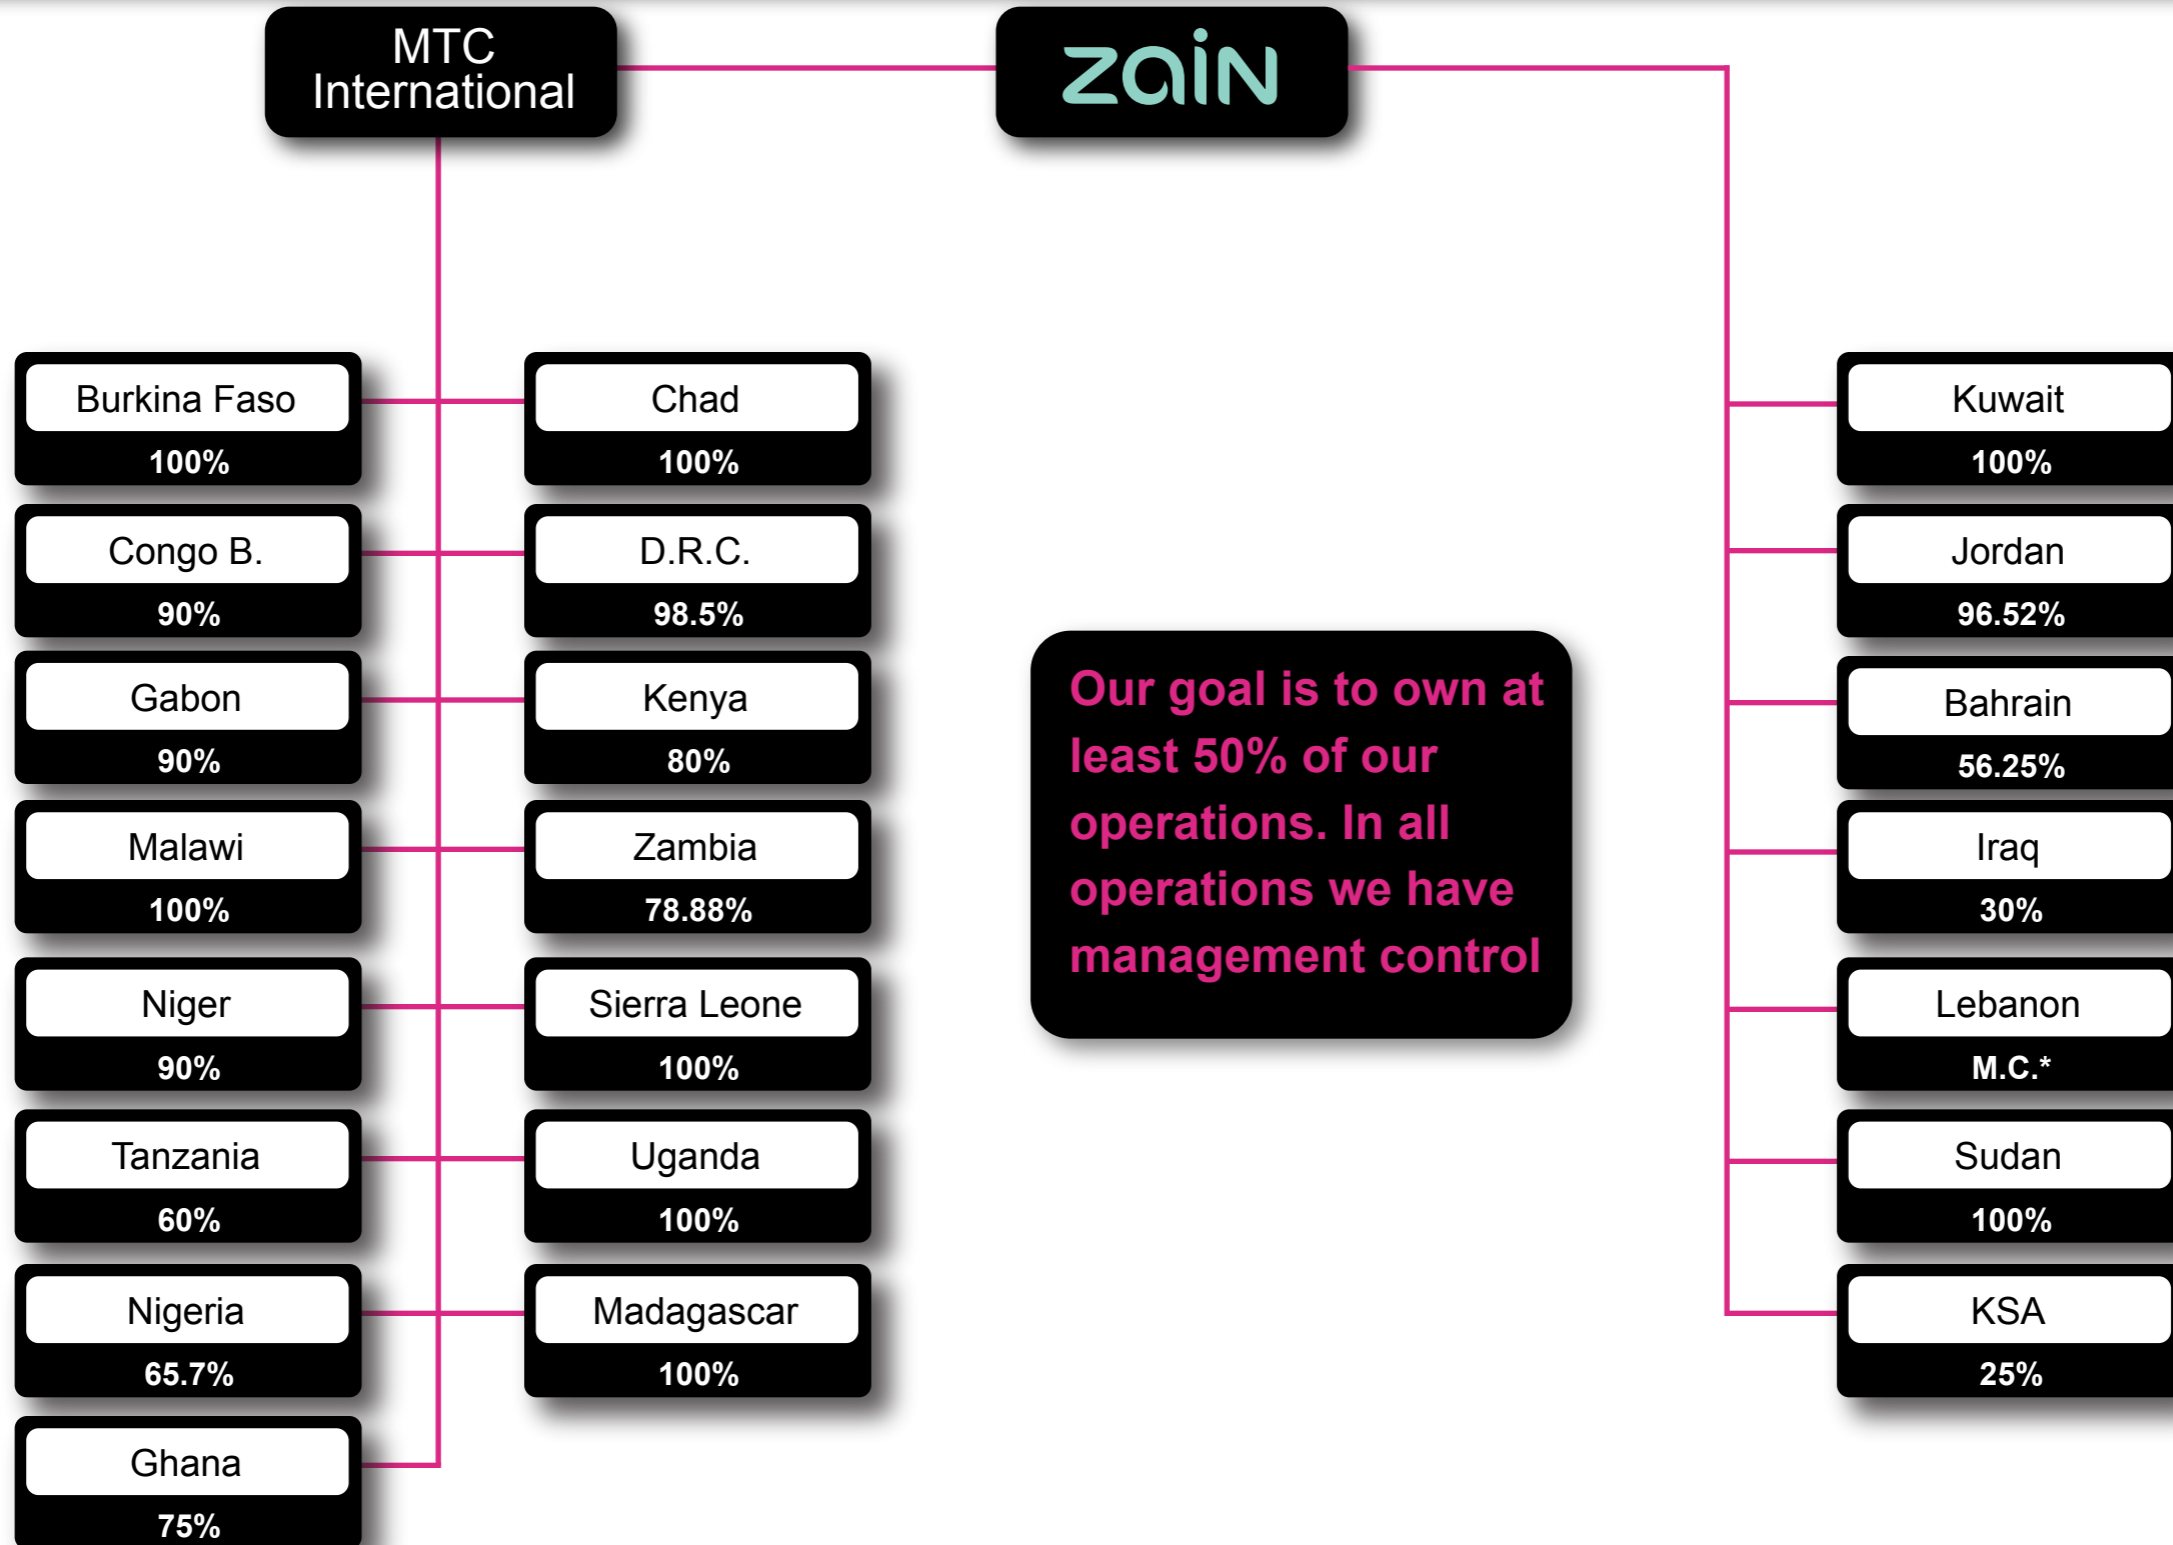 MTC
International
zain
Burkina Faso
100%
Chad
100%
Kuwait
100%
Congo B.
90%
D.R.C.
98.5%
Jordan
96.52%
Gabon
90%
Kenya
80%
Bahrain
56.25%
Malawi
100%
Zambia
78.88%
Iraq
30%
Niger
90%
Sierra Leone
100%
Lebanon
M.C.*
Tanzania
60%
Uganda
100%
Sudan
100%
Nigeria
65.7%
Madagascar
100%
KSA
25%
Ghana
75%
Our goal is to own at
least 50% of our
operations. In all
operations we have
management control